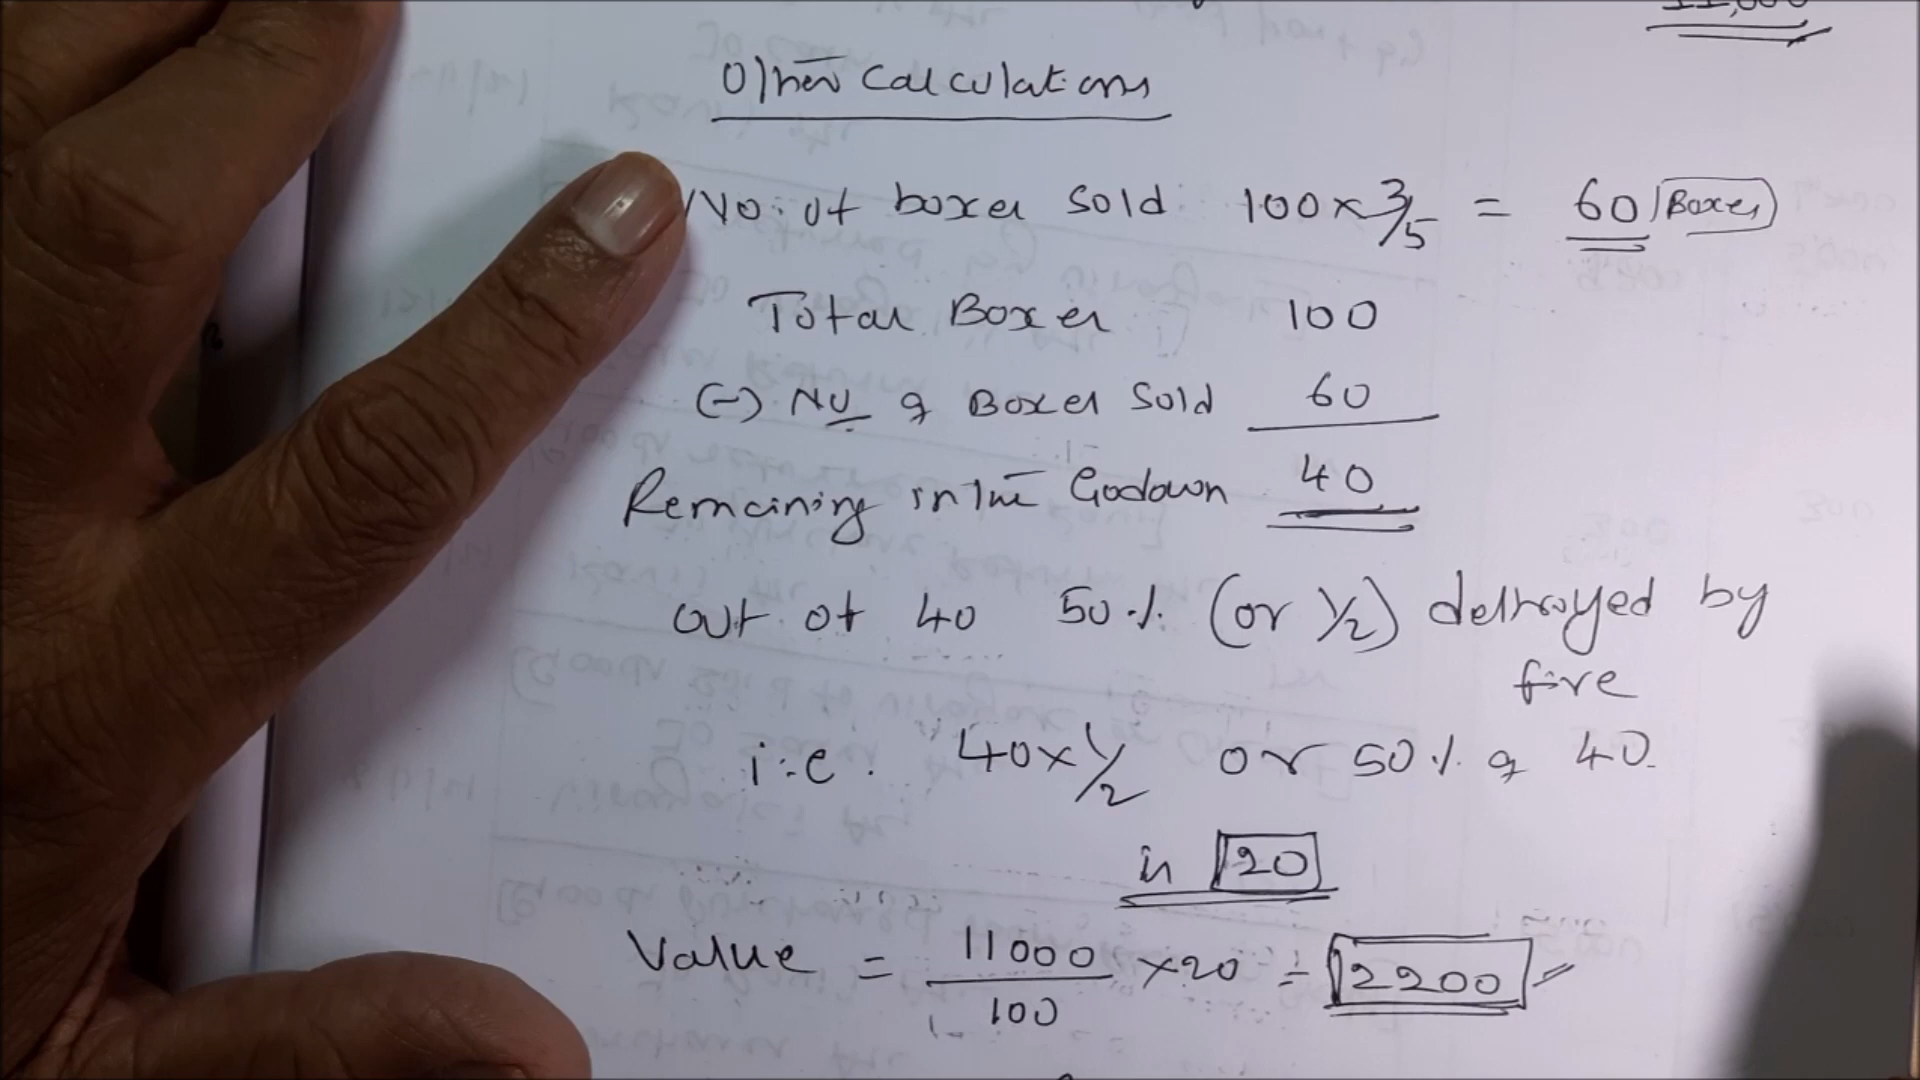 Other Calculations
No: of boxes sold: 100 x 3/5 = 60 Boxes
Total Boxes 100
(-) No of Boxes Sold 60
Remaining in the Godown 40
out of 40 50% (or 1/2) destroyed by
fire
i.e. 40 x 1/2 or 50% of 40.
is 20
Value = 11000/100 x 20 = 2200